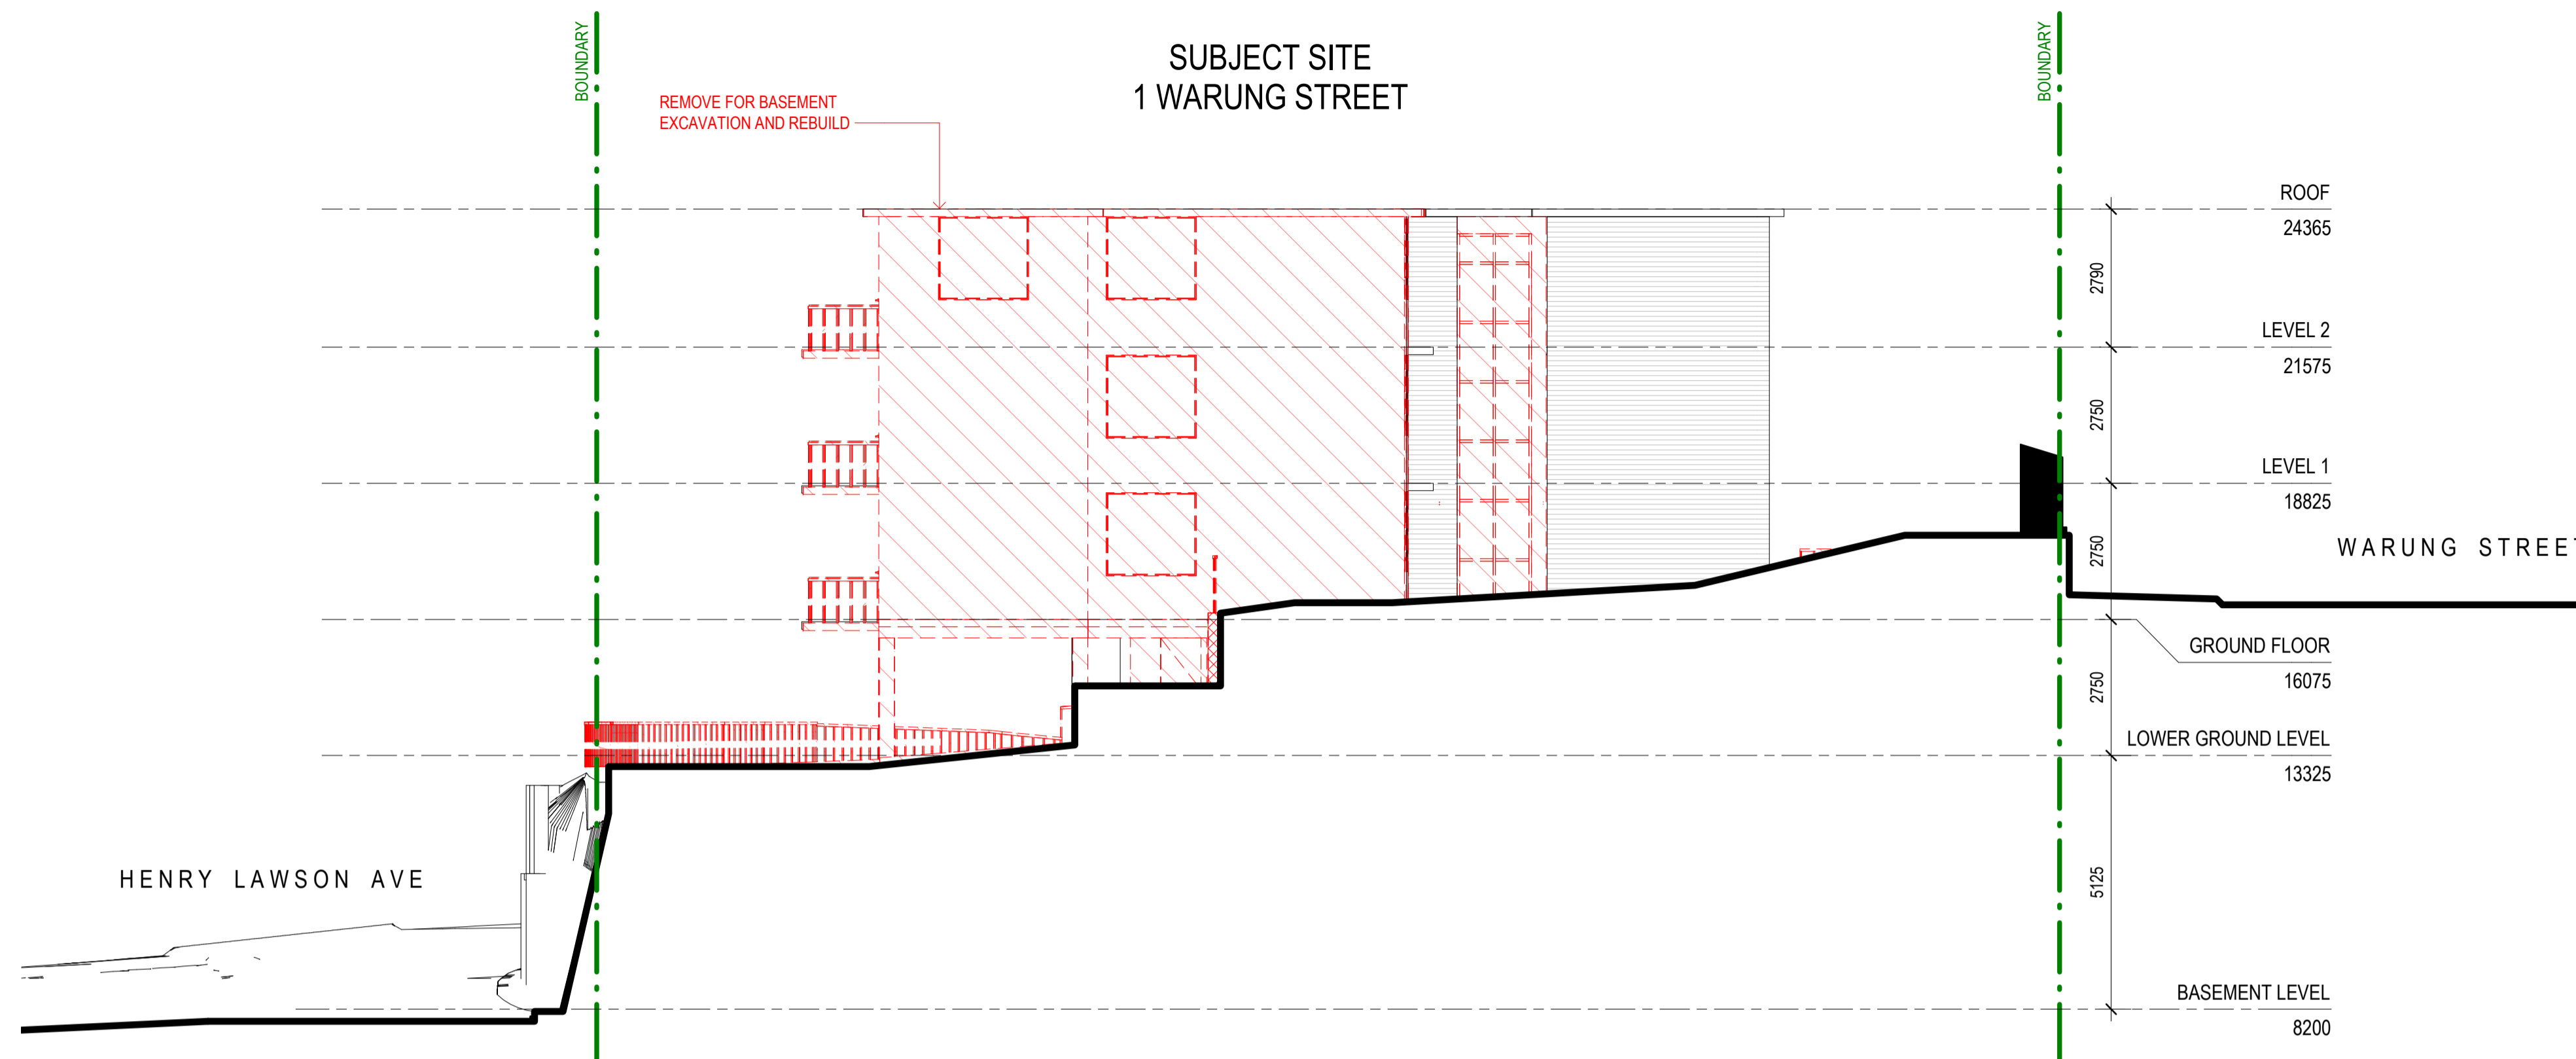 BOUNDARY
SUBJECT SITE
1 WARUNG STREET
BOUNDARY
REMOVE FOR BASEMENT
EXCAVATION AND REBUILD
ROOF
24365
2790
LEVEL 2
21575
2750
LEVEL 1
18825
2750
WARUNG STREET
GROUND FLOOR
16075
2750
LOWER GROUND LEVEL
13325
5125
HENRY LAWSON AVE
BASEMENT LEVEL
8200